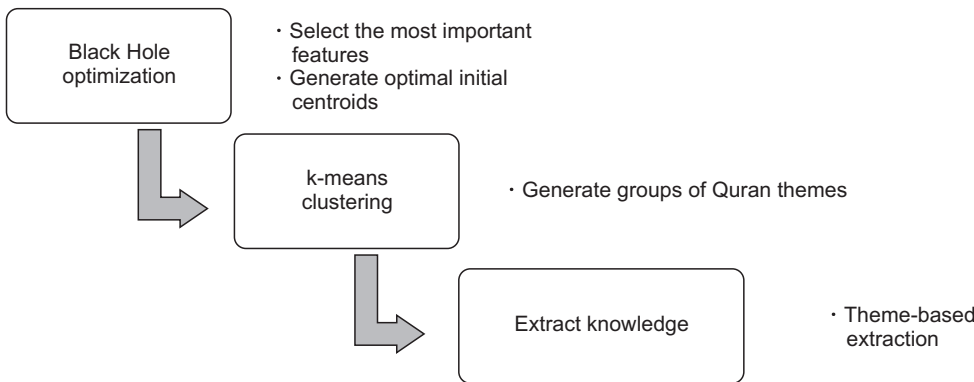 Black Hole
optimization
· Select the most important
features
· Generate optimal initial
centroids
k-means
clustering
· Generate groups of Quran themes
Extract knowledge
· Theme-based
extraction